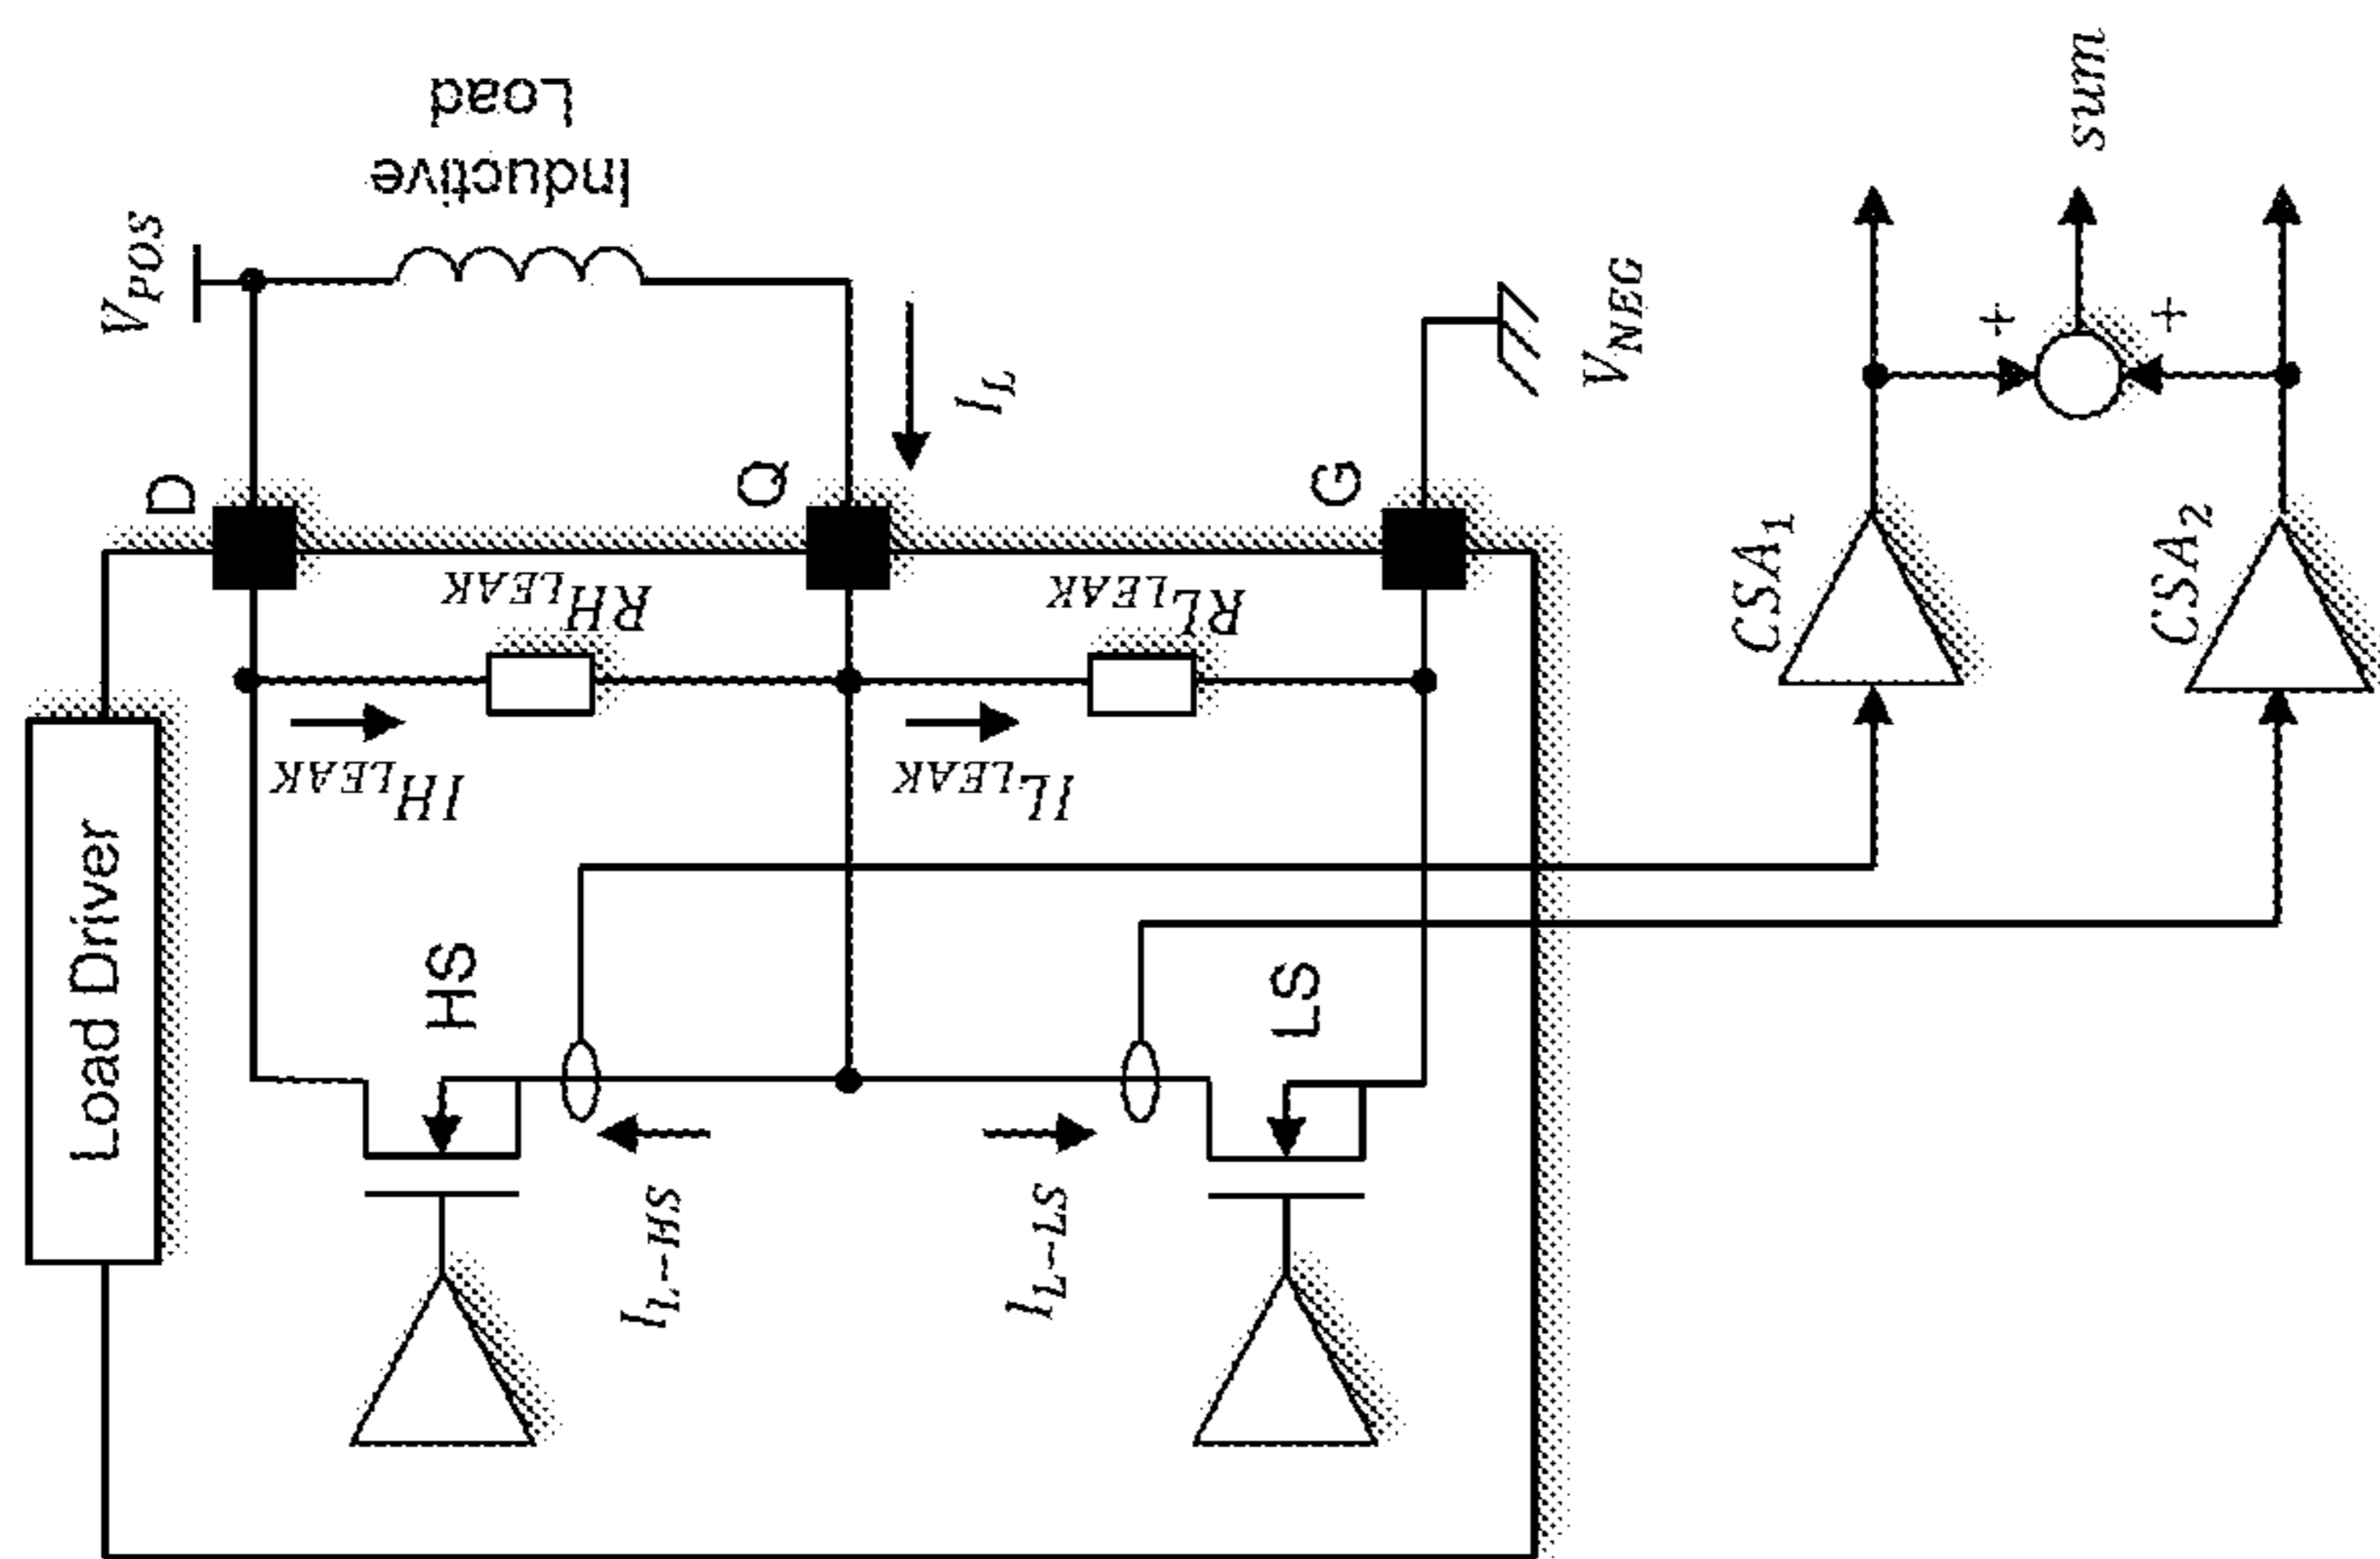 Load Driver
V_POS
Inductive
Load
D
HS
IH_LEAK
RH_LEAK
I_L~HS
Q
I_L
I_L~LS
IL_LEAK
RL_LEAK
LS
G
V_NEG
CSA_1
+
sum
+
CSA_2